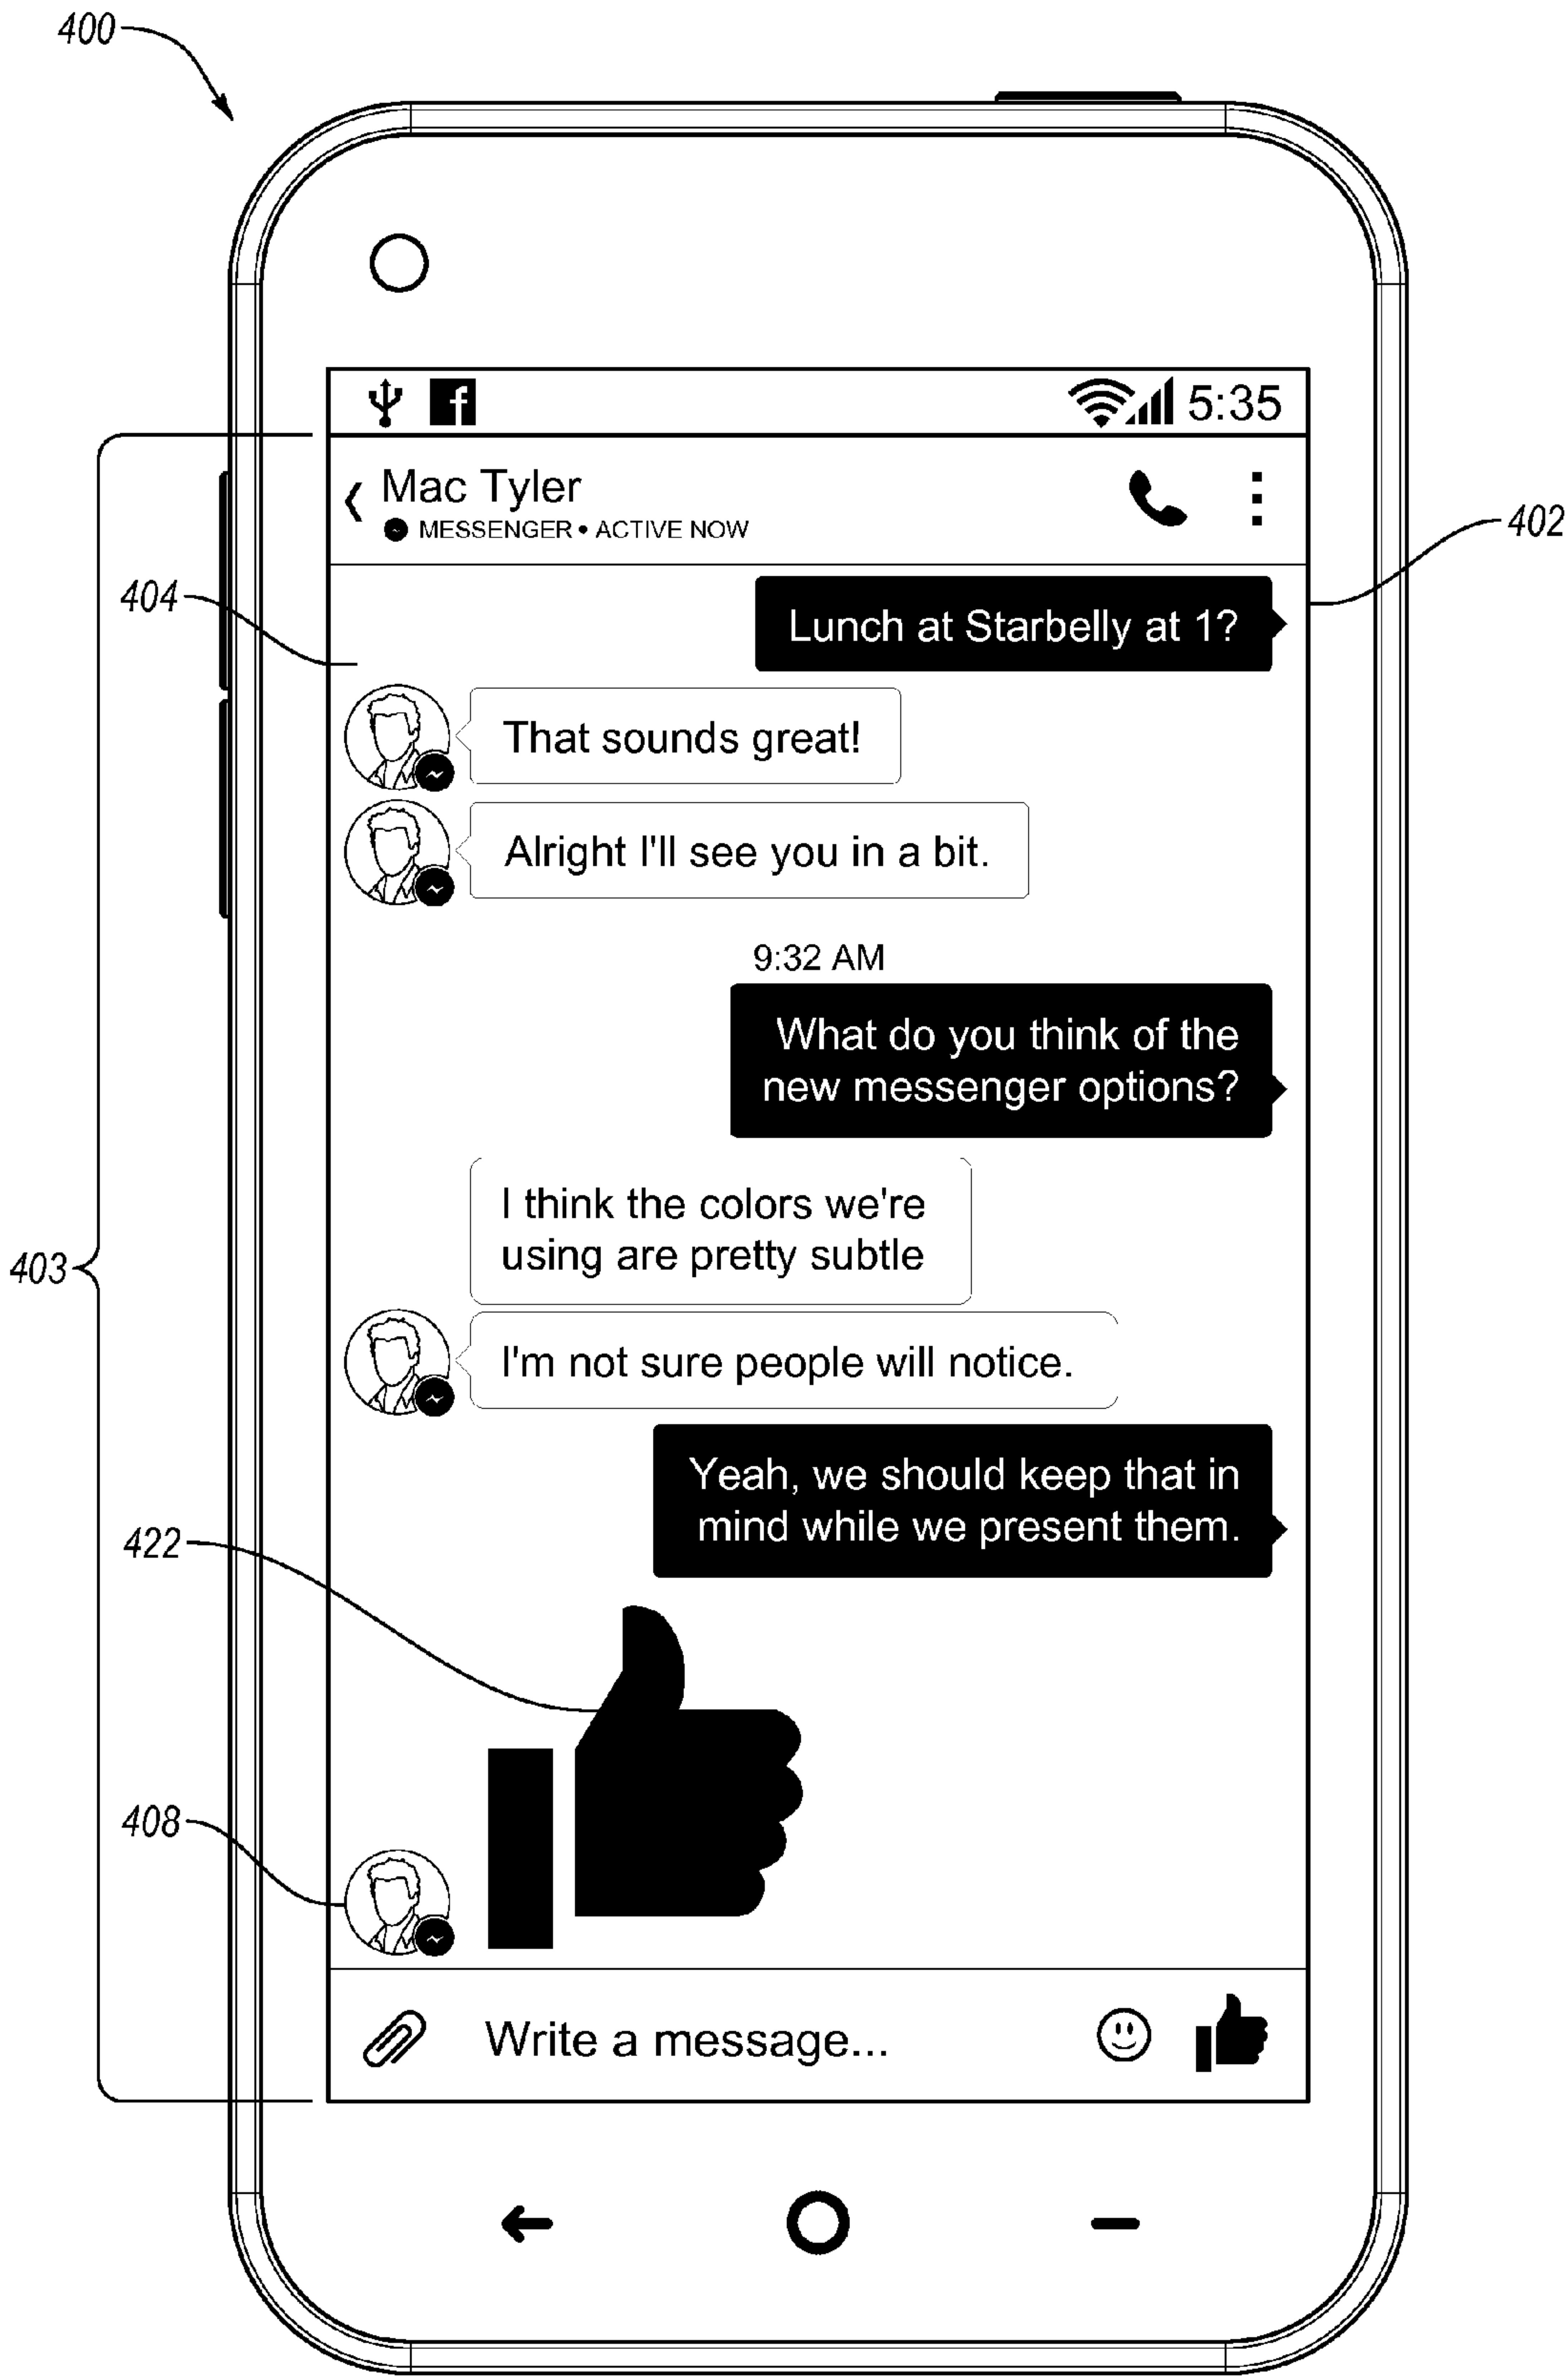 400
f
5:35
Mac Tyler
MESSENGER • ACTIVE NOW
402
404
Lunch at Starbelly at 1?
That sounds great!
Alright I'll see you in a bit.
9:32 AM
What do you think of the
new messenger options?
I think the colors we're
using are pretty subtle
403
I'm not sure people will notice.
Yeah, we should keep that in
mind while we present them.
422
408
Write a message...